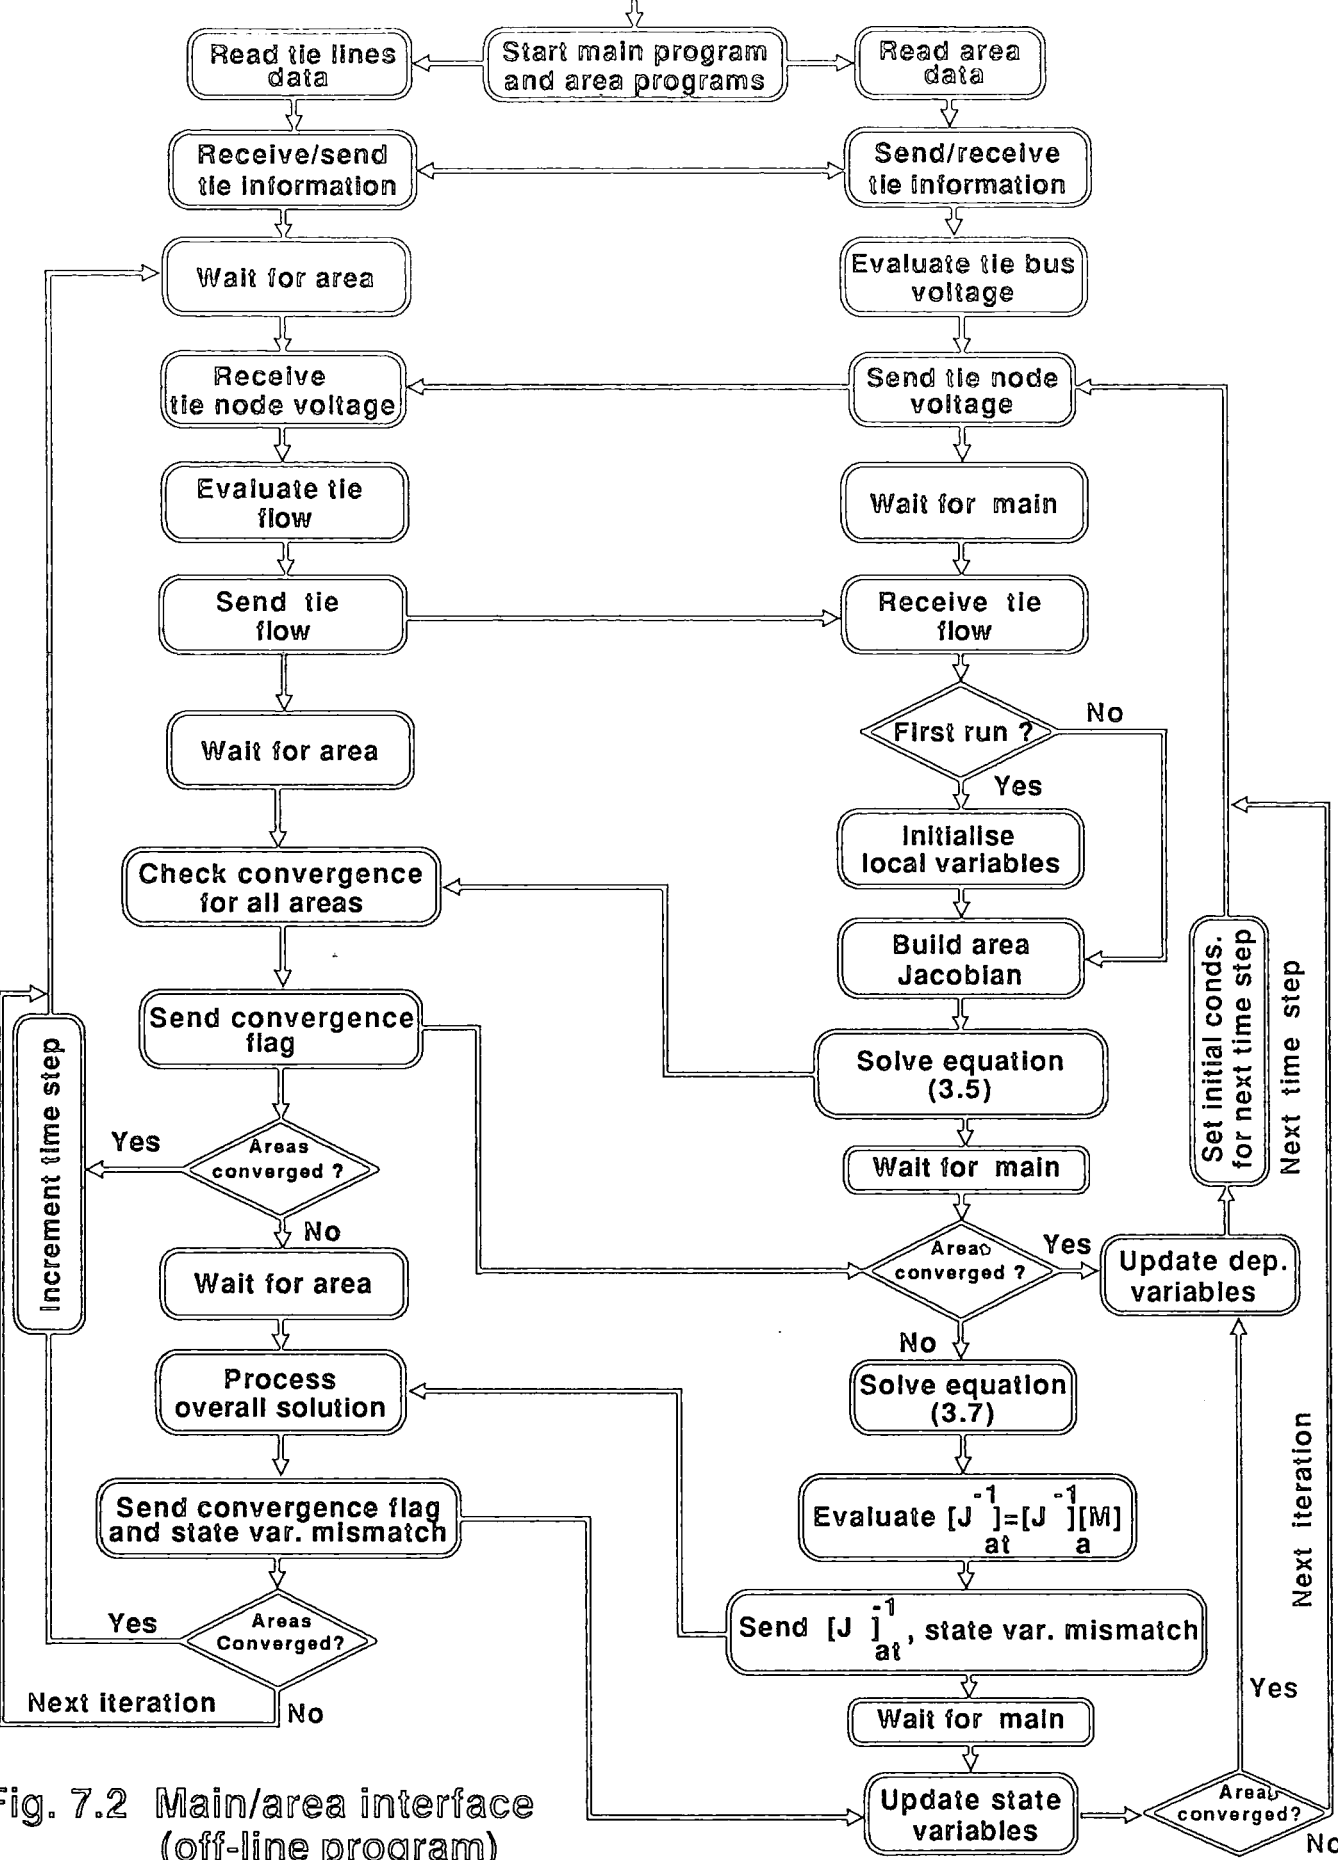 Start main program
and area programs
Read tie lines
data
Receive/send
tie information
Wait for area
Receive
tie node voltage
Evaluate tie
flow
Send tie
flow
Wait for area
Check convergence
for all areas
Send convergence
flag
Areas
converged ?
Yes
No
Increment time step
Wait for area
Process
overall solution
Send convergence flag
and state var. mismatch
Areas
Converged?
Yes
Next iteration
No
Read area
data
Send/receive
tie information
Evaluate tie bus
voltage
Send tie node
voltage
Wait for main
Receive tie
flow
First run ?
No
Yes
Initialise
local variables
Build area
Jacobian
Solve equation
(3.5)
Wait for main
Areas
converged ?
Yes
No
Update dep.
variables
Set initial conds.
for next time step
Next time step
Solve equation
(3.7)
-1 -1
Evaluate [J ]=[J ][M]
at a
-1
Send [J ] , state var. mismatch
at
Wait for main
Update state
variables
Areas
converged?
Yes
No
Next iteration
Fig. 7.2 Main/area interface
(off-line program)